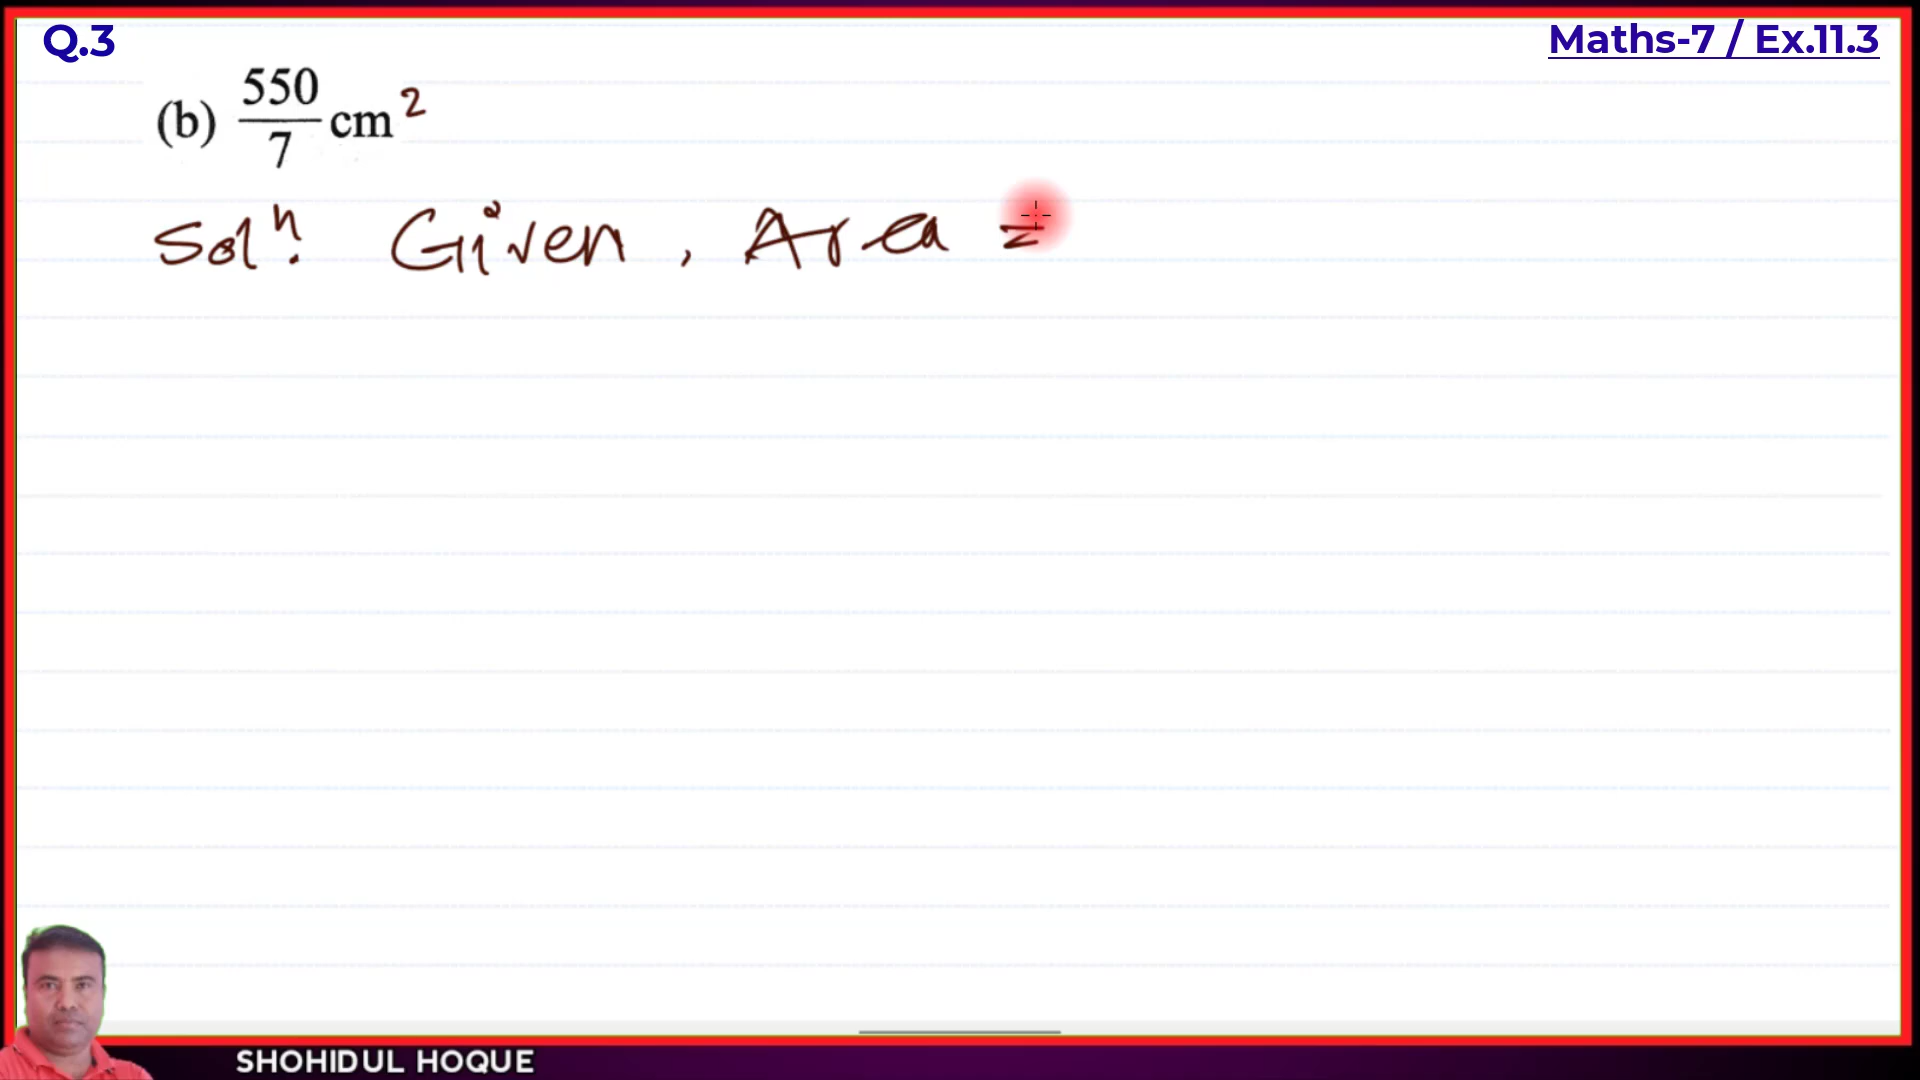 Q.3
Maths-7 / Ex.11.3
(b) 550/7 cm²
Solⁿ: Given, Area =
SHOHIDUL HOQUE